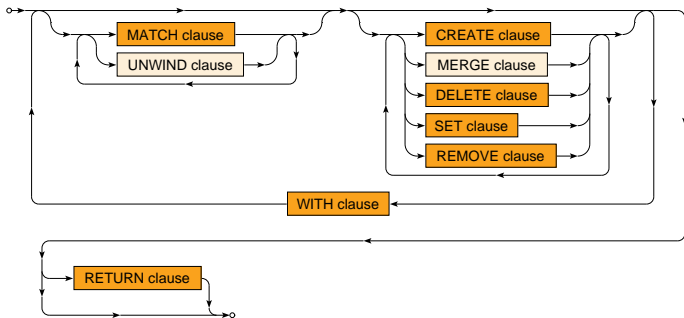 MATCH clause
UNWIND clause
CREATE clause
MERGE clause
DELETE clause
SET clause
REMOVE clause
WITH clause
RETURN clause